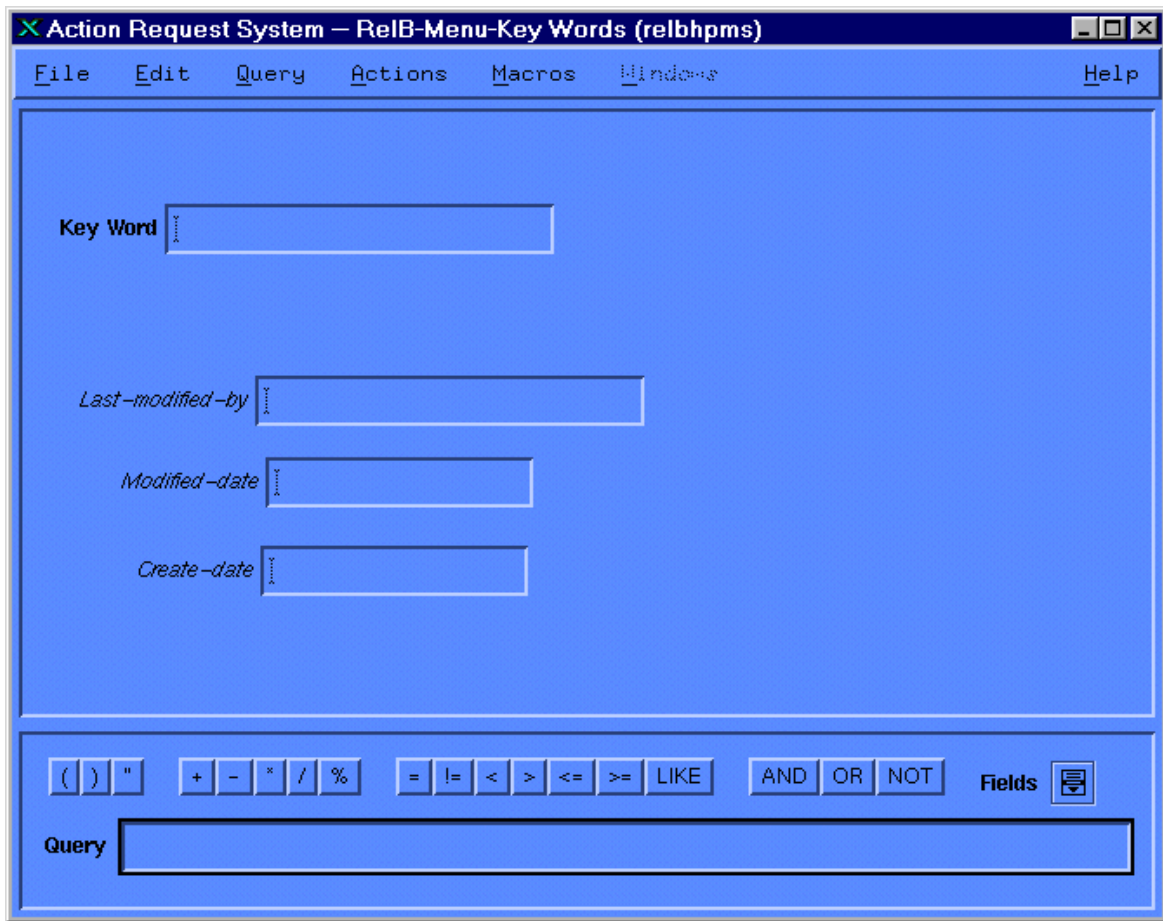 Action Request System – RelB-Menu-Key Words (relbhpms)
File Edit Query Actions Macros Windows Help
Key Word
Last-modified-by
Modified-date
Create-date
( ) " + - * / % = != < > <= >= LIKE AND OR NOT Fields
Query